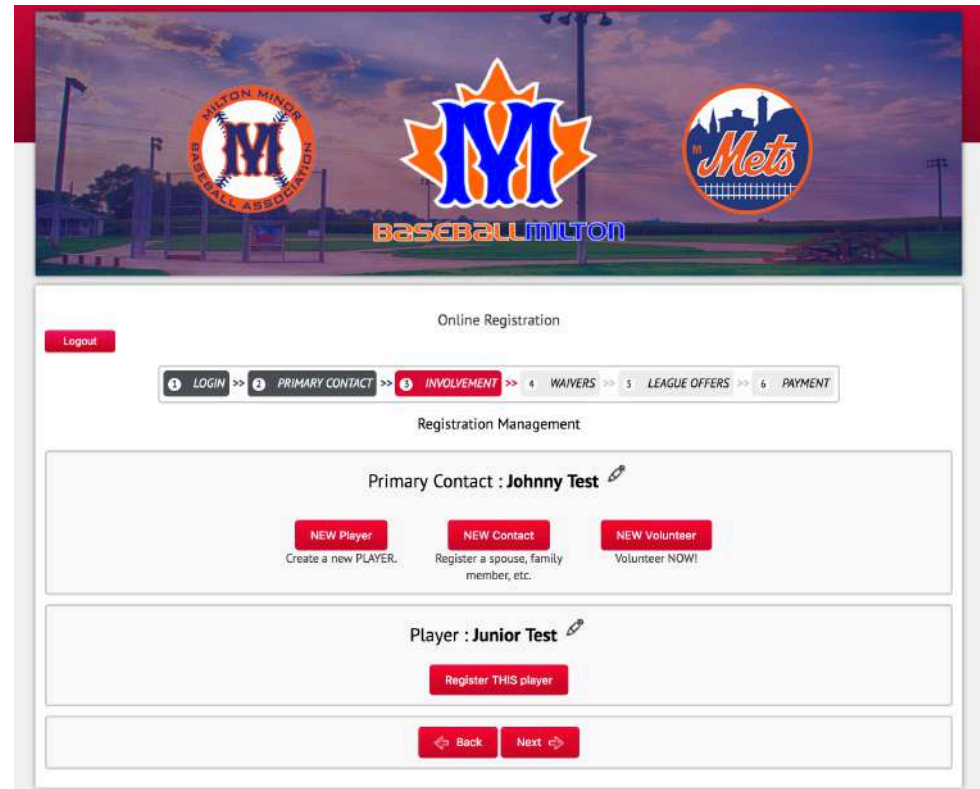 MILTON MINOR
M
BASEBALL ASSOCIATION
M
BASEBALLMILTON
M
Mets
Online Registration
Logout
1 LOGIN >> 2 PRIMARY CONTACT >> 3 INVOLVEMENT >> 4 WAIVERS >> 5 LEAGUE OFFERS >> 6 PAYMENT
Registration Management
Primary Contact : Johnny Test
NEW Player NEW Contact NEW Volunteer
Create a new PLAYER. Register a spouse, family Volunteer NOW!
member, etc.
Player : Junior Test
Register THIS player
Back Next